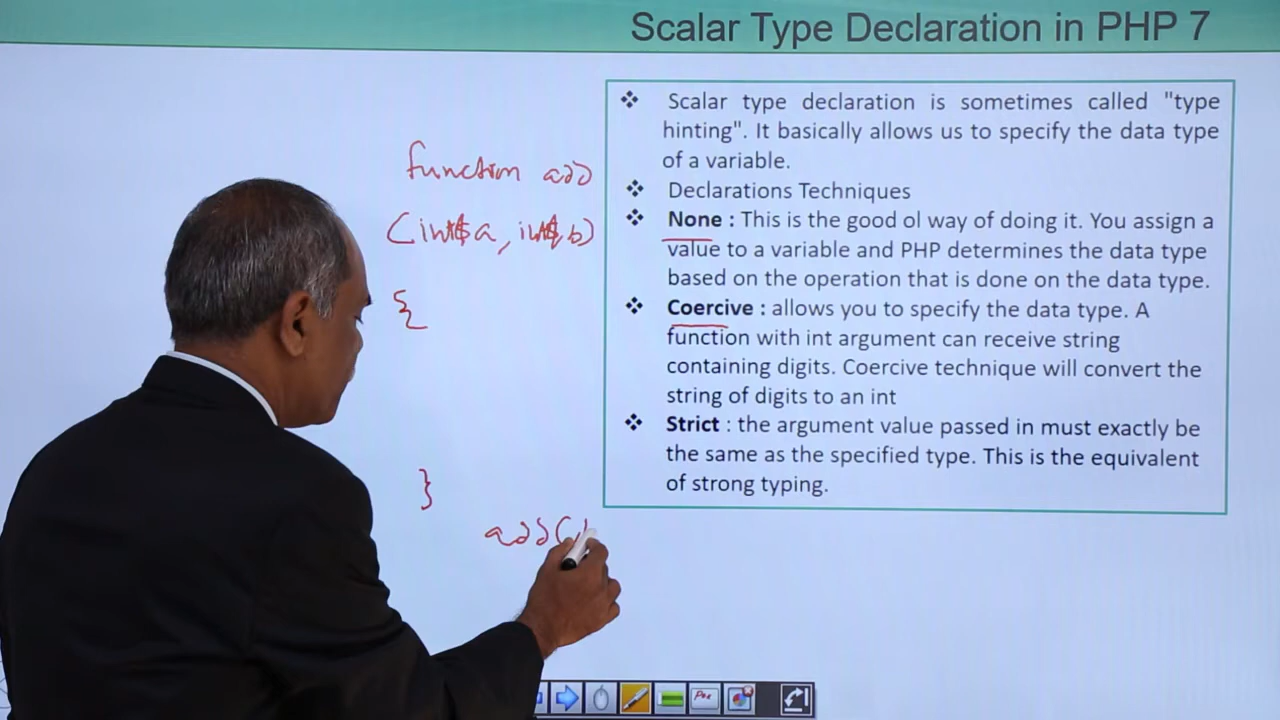 Scalar Type Declaration in PHP 7
❖ Scalar type declaration is sometimes called "type
hinting". It basically allows us to specify the data type
of a variable.
❖ Declarations Techniques
❖ None : This is the good ol way of doing it. You assign a
value to a variable and PHP determines the data type
based on the operation that is done on the data type.
❖ Coercive : allows you to specify the data type. A
function with int argument can receive string
containing digits. Coercive technique will convert the
string of digits to an int
❖ Strict : the argument value passed in must exactly be
the same as the specified type. This is the equivalent
of strong typing.
function add
(int $a, int $b)
{
}
add(
Pen